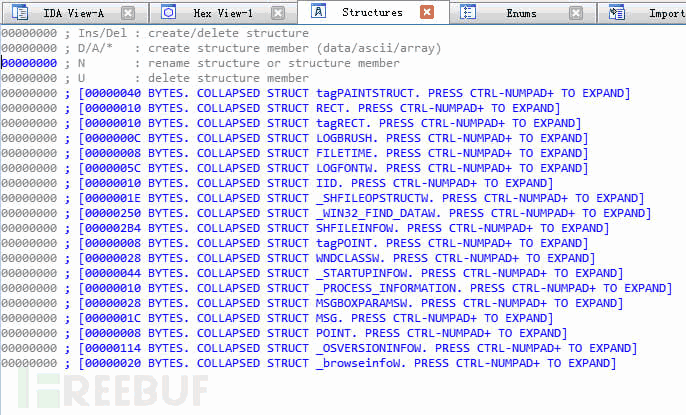 IDA View-A Hex View-1 Structures Enums Import
00000000 ; Ins/Del : create/delete structure
00000000 ; D/A/* : create structure member (data/ascii/array)
00000000 ; N : rename structure or structure member
00000000 ; U : delete structure member
00000000 ; [00000040 BYTES. COLLAPSED STRUCT tagPAINTSTRUCT. PRESS CTRL-NUMPAD+ TO EXPAND]
00000000 ; [00000010 BYTES. COLLAPSED STRUCT RECT. PRESS CTRL-NUMPAD+ TO EXPAND]
00000000 ; [00000010 BYTES. COLLAPSED STRUCT tagRECT. PRESS CTRL-NUMPAD+ TO EXPAND]
00000000 ; [0000000C BYTES. COLLAPSED STRUCT LOGBRUSH. PRESS CTRL-NUMPAD+ TO EXPAND]
00000000 ; [00000008 BYTES. COLLAPSED STRUCT FILETIME. PRESS CTRL-NUMPAD+ TO EXPAND]
00000000 ; [0000005C BYTES. COLLAPSED STRUCT LOGFONTW. PRESS CTRL-NUMPAD+ TO EXPAND]
00000000 ; [00000010 BYTES. COLLAPSED STRUCT IID. PRESS CTRL-NUMPAD+ TO EXPAND]
00000000 ; [0000001E BYTES. COLLAPSED STRUCT _SHFILEOPSTRUCTW. PRESS CTRL-NUMPAD+ TO EXPAND]
00000000 ; [00000250 BYTES. COLLAPSED STRUCT _WIN32_FIND_DATAW. PRESS CTRL-NUMPAD+ TO EXPAND]
00000000 ; [000002B4 BYTES. COLLAPSED STRUCT SHFILEINFOW. PRESS CTRL-NUMPAD+ TO EXPAND]
00000000 ; [00000008 BYTES. COLLAPSED STRUCT tagPOINT. PRESS CTRL-NUMPAD+ TO EXPAND]
00000000 ; [00000028 BYTES. COLLAPSED STRUCT WNDCLASSW. PRESS CTRL-NUMPAD+ TO EXPAND]
00000000 ; [00000044 BYTES. COLLAPSED STRUCT _STARTUPINFOW. PRESS CTRL-NUMPAD+ TO EXPAND]
00000000 ; [00000010 BYTES. COLLAPSED STRUCT _PROCESS_INFORMATION. PRESS CTRL-NUMPAD+ TO EXPAND]
00000000 ; [00000028 BYTES. COLLAPSED STRUCT MSGBOXPARAMSW. PRESS CTRL-NUMPAD+ TO EXPAND]
00000000 ; [0000001C BYTES. COLLAPSED STRUCT MSG. PRESS CTRL-NUMPAD+ TO EXPAND]
00000000 ; [00000008 BYTES. COLLAPSED STRUCT POINT. PRESS CTRL-NUMPAD+ TO EXPAND]
00000000 ; [00000114 BYTES. COLLAPSED STRUCT _OSVERSIONINFOW. PRESS CTRL-NUMPAD+ TO EXPAND]
00000000 ; [00000020 BYTES. COLLAPSED STRUCT _browseinfoW. PRESS CTRL-NUMPAD+ TO EXPAND]
FREEBUF